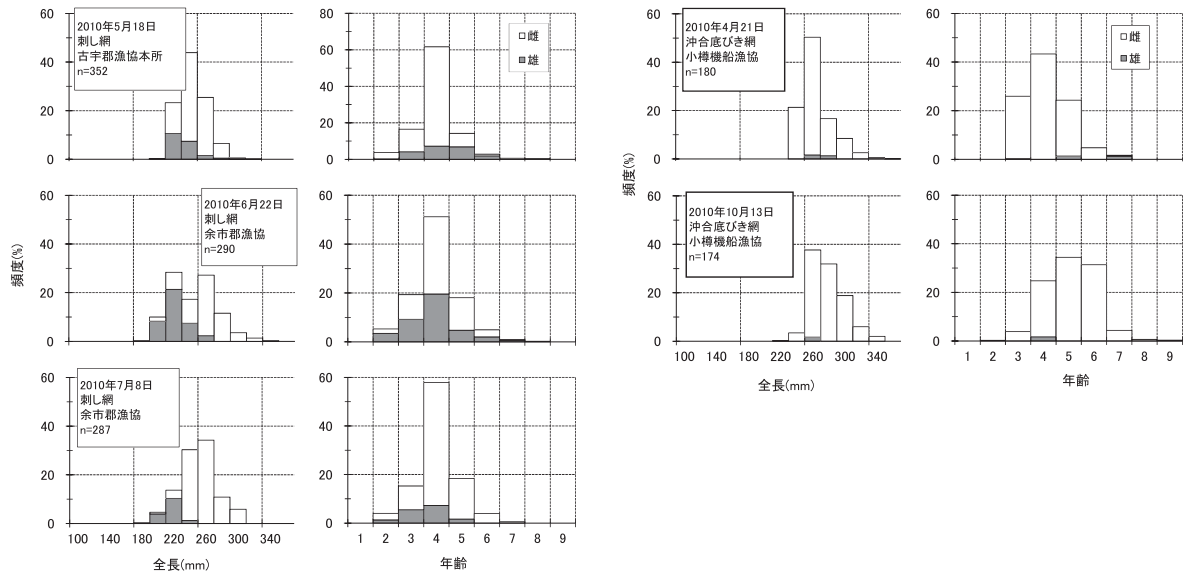 2010年5月18日
刺し網
古宇郡漁協本所
n=352
60
40
20
0
80
60
40
20
0
雌
雄
2010年6月22日
刺し網
余市郡漁協
n=290
頻度(%)
60
40
20
0
60
40
20
0
2010年7月8日
刺し網
余市郡漁協
n=287
60
40
20
0
100 140 180 220 260 300 340
全長(mm)
60
40
20
0
1 2 3 4 5 6 7 8 9
年齢
2010年4月21日
沖合底びき網
小樽機船漁協
n=180
60
40
20
0
60
40
20
0
雌
雄
頻度(%)
2010年10月13日
沖合底びき網
小樽機船漁協
n=174
60
40
20
0
100 140 180 220 260 300 340
全長(mm)
60
40
20
0
1 2 3 4 5 6 7 8 9
年齢